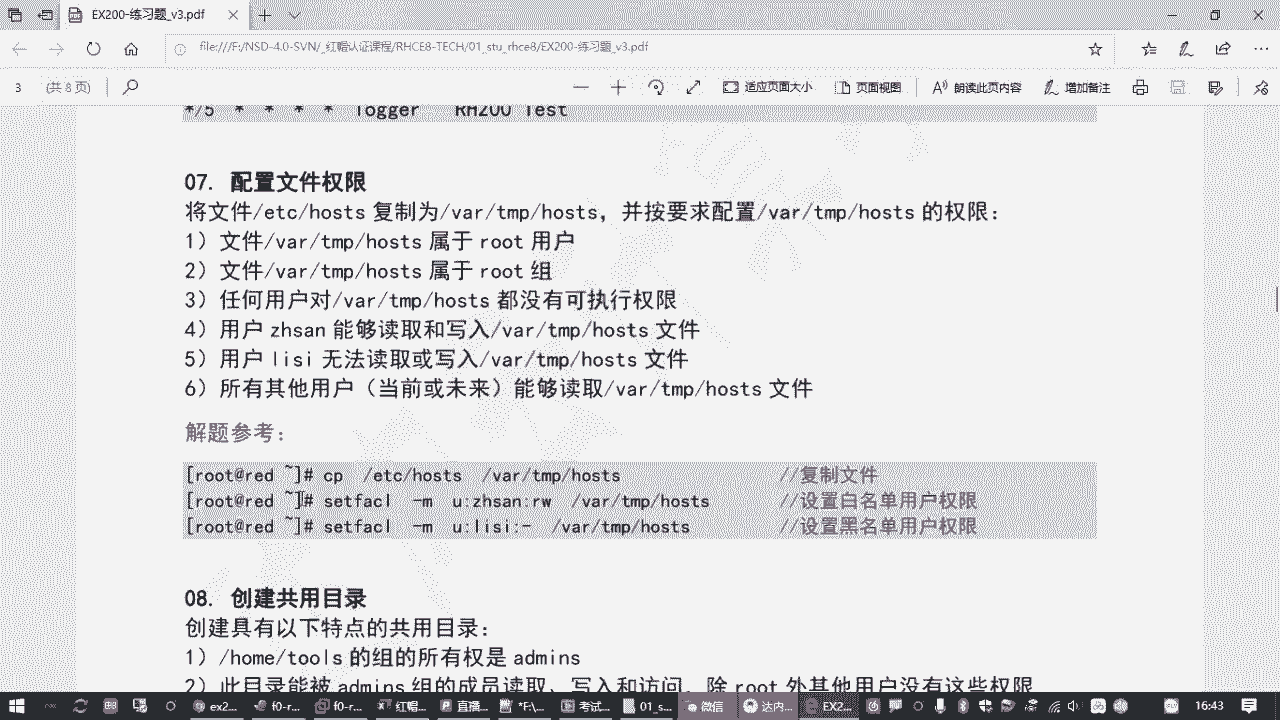 EX200-练习题_v3.pdf
file:///F:/NSD-4.0-SVN/_红帽认证课程/RHCE8-TECH/01_stu_rhce8/EX200-练习题_v3.pdf
3 (共 8 页) 适应页面大小 页面视图 朗读此页内容 增加备注
*/5 * * * * logger RH200 Test
07. 配置文件权限
将文件/etc/hosts 复制为/var/tmp/hosts，并按要求配置/var/tmp/hosts 的权限：
1）文件/var/tmp/hosts 属于 root 用户
2）文件/var/tmp/hosts 属于 root 组
3）任何用户对/var/tmp/hosts 都没有可执行权限
4）用户 zhsan 能够读取和写入/var/tmp/hosts 文件
5）用户 lisi 无法读取或写入/var/tmp/hosts 文件
6）所有其他用户（当前或未来）能够读取/var/tmp/hosts 文件
解题参考：
[root@red ~]# cp /etc/hosts /var/tmp/hosts //复制文件
[root@red ~]# setfacl -m u:zhsan:rw /var/tmp/hosts //设置白名单用户权限
[root@red ~]# setfacl -m u:lisi:- /var/tmp/hosts //设置黑名单用户权限
08. 创建共用目录
创建具有以下特点的共用目录：
1）/home/tools 的组的所有权是 admins
2）此目录能被 admins 组的成员读取、写入和访问，除 root 外其他用户没有这些权限
ex2... f0-r... f0-r... 红帽... 直播... *F:\... 考试... 01_s... 微信 达内... EX2... 16:43